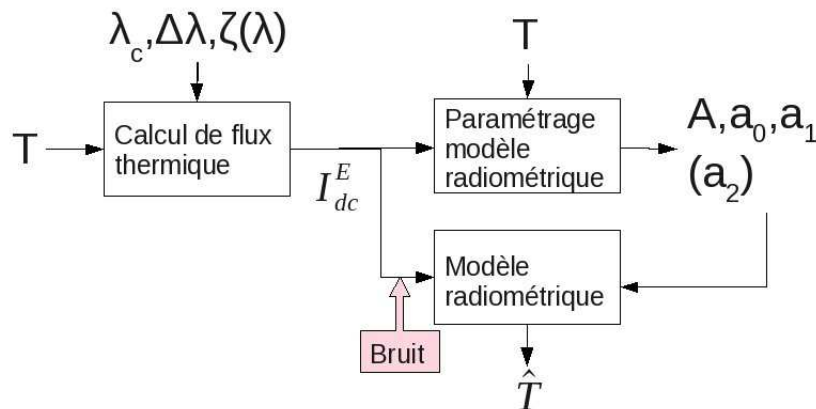 λc,Δλ,ζ(λ)
T
T
Calcul de flux
thermique
Paramétrage
modèle
radiométrique
A,a0,a1
(a2)
I^E_dc
Modèle
radiométrique
Bruit
T̂